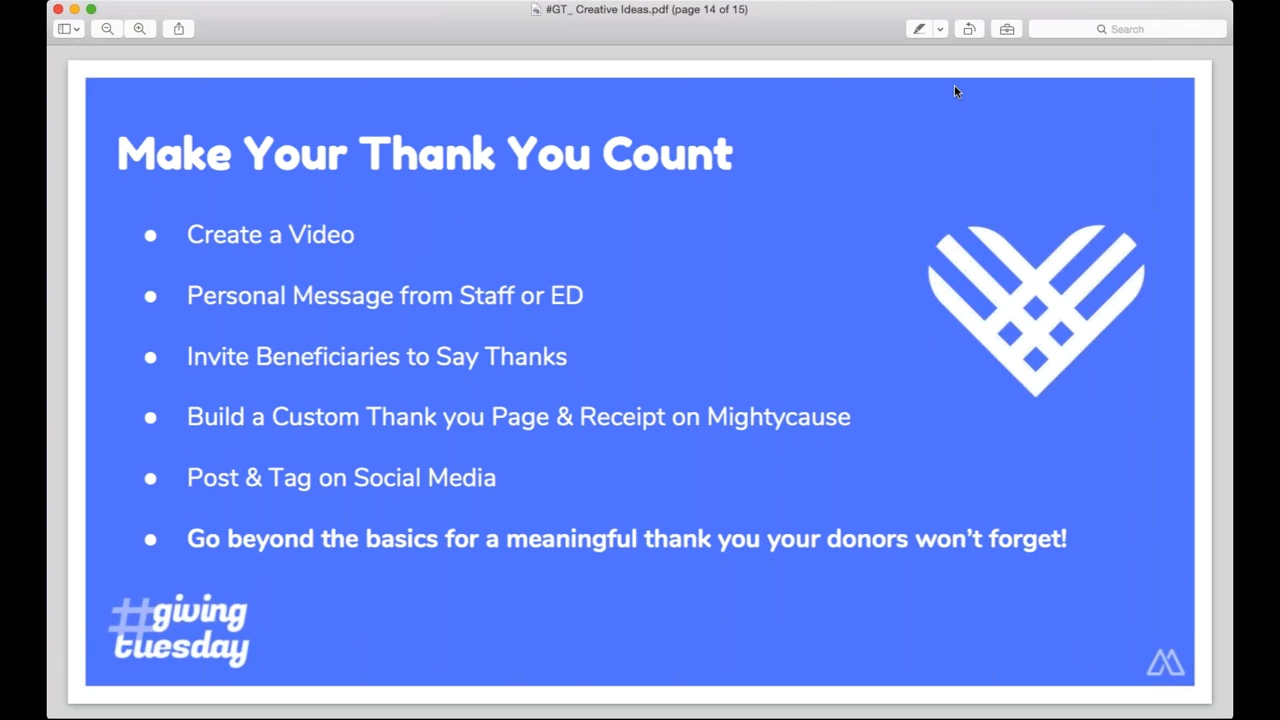 #GT_ Creative Ideas.pdf (page 14 of 15)
Search
Make Your Thank You Count
● Create a Video
● Personal Message from Staff or ED
● Invite Beneficiaries to Say Thanks
● Build a Custom Thank you Page & Receipt on Mightycause
● Post & Tag on Social Media
● Go beyond the basics for a meaningful thank you your donors won't forget!
#giving
tuesday